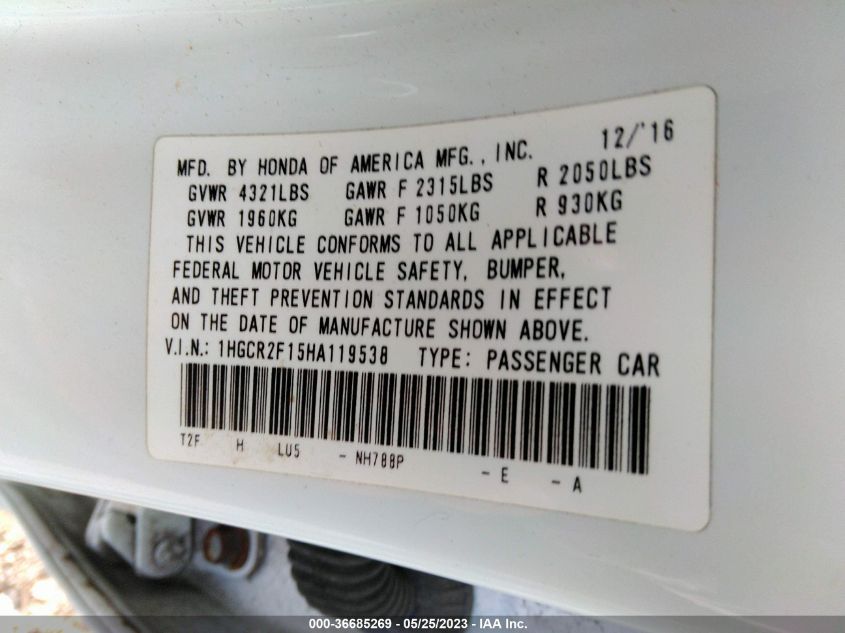 MFD. BY HONDA OF AMERICA MFG., INC. 12/'16
GVWR 4321LBS GAWR F 2315LBS R 2050LBS
GVWR 1960KG GAWR F 1050KG R 930KG
THIS VEHICLE CONFORMS TO ALL APPLICABLE
FEDERAL MOTOR VEHICLE SAFETY, BUMPER,
AND THEFT PREVENTION STANDARDS IN EFFECT
ON THE DATE OF MANUFACTURE SHOWN ABOVE.
V.I.N.: 1HGCR2F15HA119538 TYPE: PASSENGER CAR
T2F H LU5 - NH788P - E - A
000-36685269 - 05/25/2023 - IAA Inc.